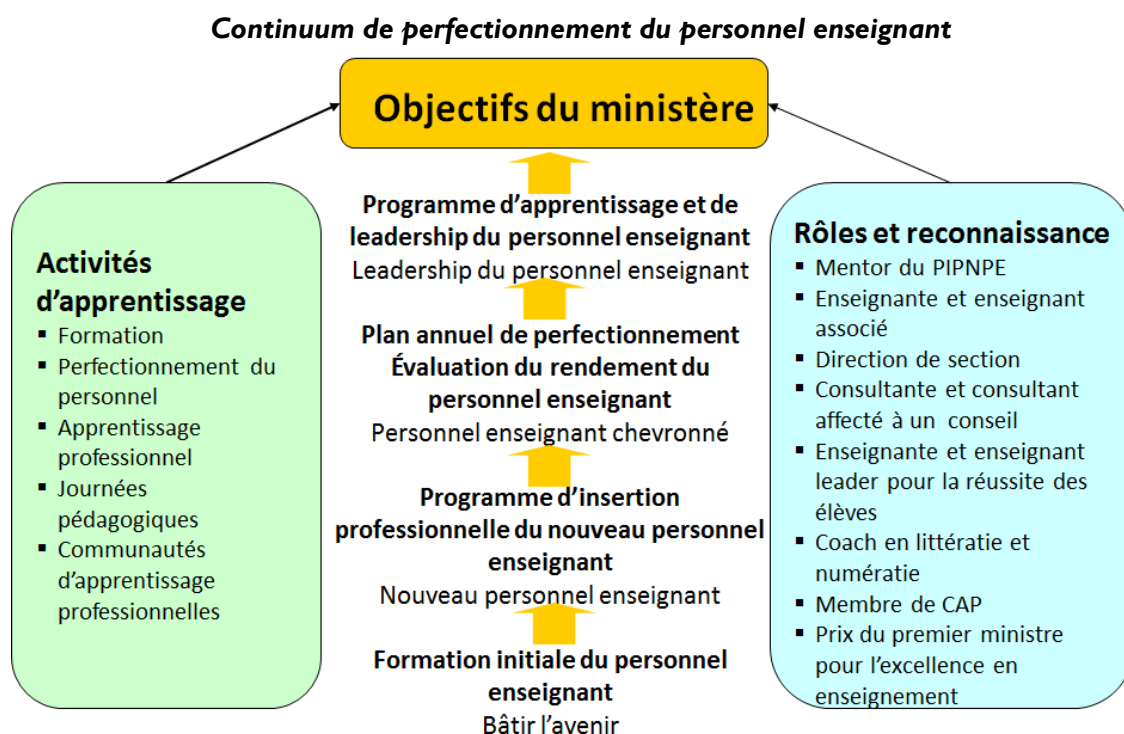 Continuum de perfectionnement du personnel enseignant
Objectifs du ministère
Activités
d'apprentissage
▪ Formation
▪ Perfectionnement du
personnel
▪ Apprentissage
professionnel
▪ Journées
pédagogiques
▪ Communautés
d'apprentissage
professionnelles
Programme d'apprentissage et de
leadership du personnel enseignant
Leadership du personnel enseignant
Plan annuel de perfectionnement
Évaluation du rendement du
personnel enseignant
Personnel enseignant chevronné
Programme d'insertion
professionnelle du nouveau personnel
enseignant
Nouveau personnel enseignant
Formation initiale du personnel
enseignant
Bâtir l'avenir
Rôles et reconnaissance
▪ Mentor du PIPNPE
▪ Enseignante et enseignant
associé
▪ Direction de section
▪ Consultante et consultant
affecté à un conseil
▪ Enseignante et enseignant
leader pour la réussite des
élèves
▪ Coach en littératie et
numératie
▪ Membre de CAP
▪ Prix du premier ministre
pour l'excellence en
enseignement